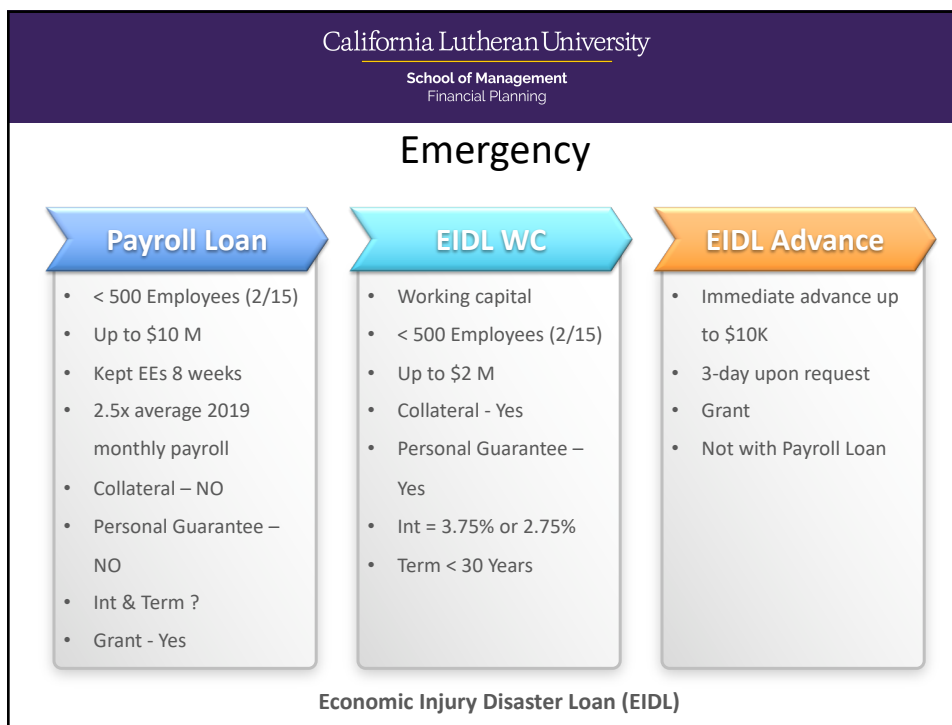 California Lutheran University
School of Management
Financial Planning
Emergency
Payroll Loan
• < 500 Employees (2/15)
• Up to $10 M
• Kept EEs 8 weeks
• 2.5x average 2019
monthly payroll
• Collateral – NO
• Personal Guarantee –
NO
• Int & Term ?
• Grant - Yes
EIDL WC
• Working capital
• < 500 Employees (2/15)
• Up to $2 M
• Collateral - Yes
• Personal Guarantee –
Yes
• Int = 3.75% or 2.75%
• Term < 30 Years
EIDL Advance
• Immediate advance up
to $10K
• 3-day upon request
• Grant
• Not with Payroll Loan
Economic Injury Disaster Loan (EIDL)